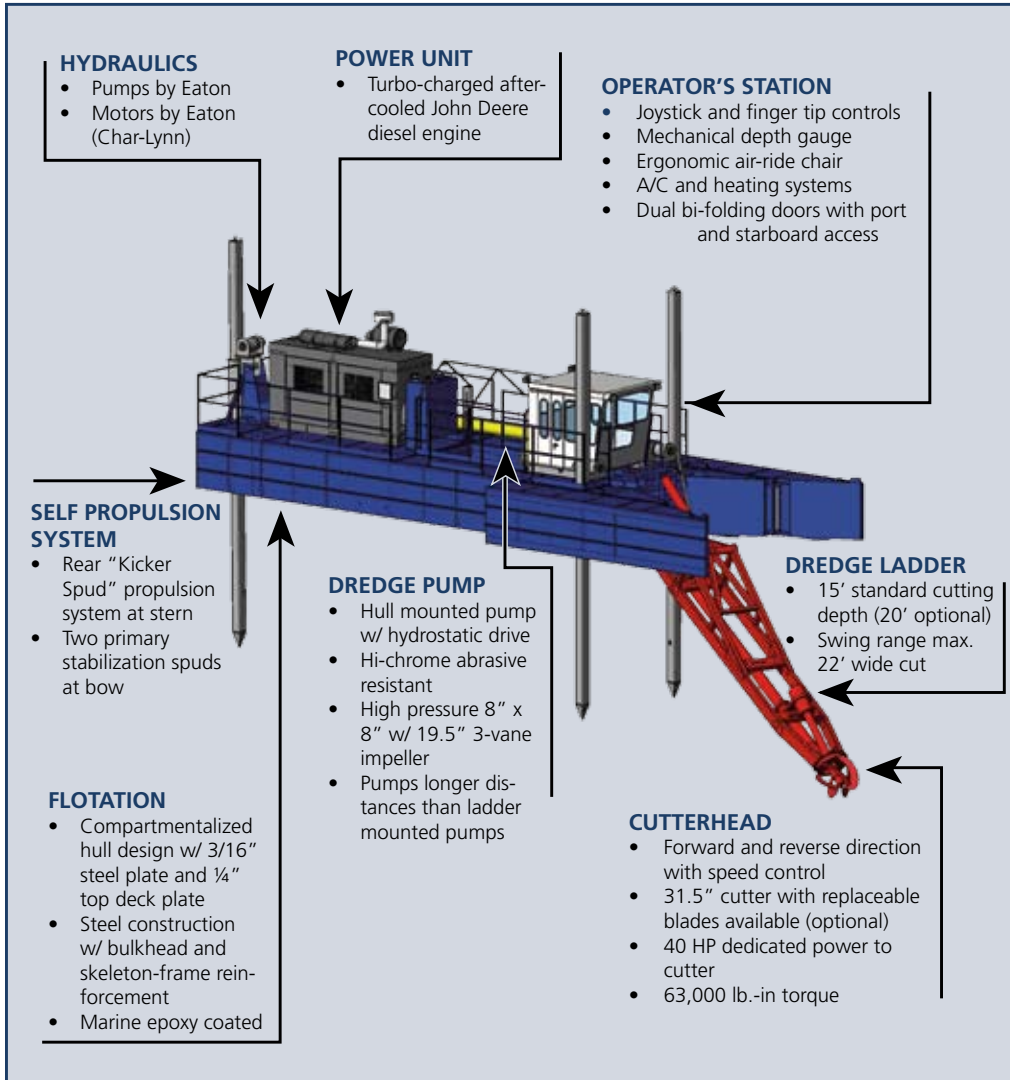 HYDRAULICS
• Pumps by Eaton
• Motors by Eaton
(Char-Lynn)
POWER UNIT
• Turbo-charged after-
cooled John Deere
diesel engine
OPERATOR’S STATION
• Joystick and finger tip controls
• Mechanical depth gauge
• Ergonomic air-ride chair
• A/C and heating systems
• Dual bi-folding doors with port
and starboard access
SELF PROPULSION
SYSTEM
• Rear “Kicker
Spud” propulsion
system at stern
• Two primary
stabilization spuds
at bow
DREDGE PUMP
• Hull mounted pump
w/ hydrostatic drive
• Hi-chrome abrasive
resistant
• High pressure 8” x
8” w/ 19.5” 3-vane
impeller
• Pumps longer dis-
tances than ladder
mounted pumps
DREDGE LADDER
• 15’ standard cutting
depth (20’ optional)
• Swing range max.
22’ wide cut
FLOTATION
• Compartmentalized
hull design w/ 3/16”
steel plate and ¼”
top deck plate
• Steel construction
w/ bulkhead and
skeleton-frame rein-
forcement
• Marine epoxy coated
CUTTERHEAD
• Forward and reverse direction
with speed control
• 31.5” cutter with replaceable
blades available (optional)
• 40 HP dedicated power to
cutter
• 63,000 lb.-in torque